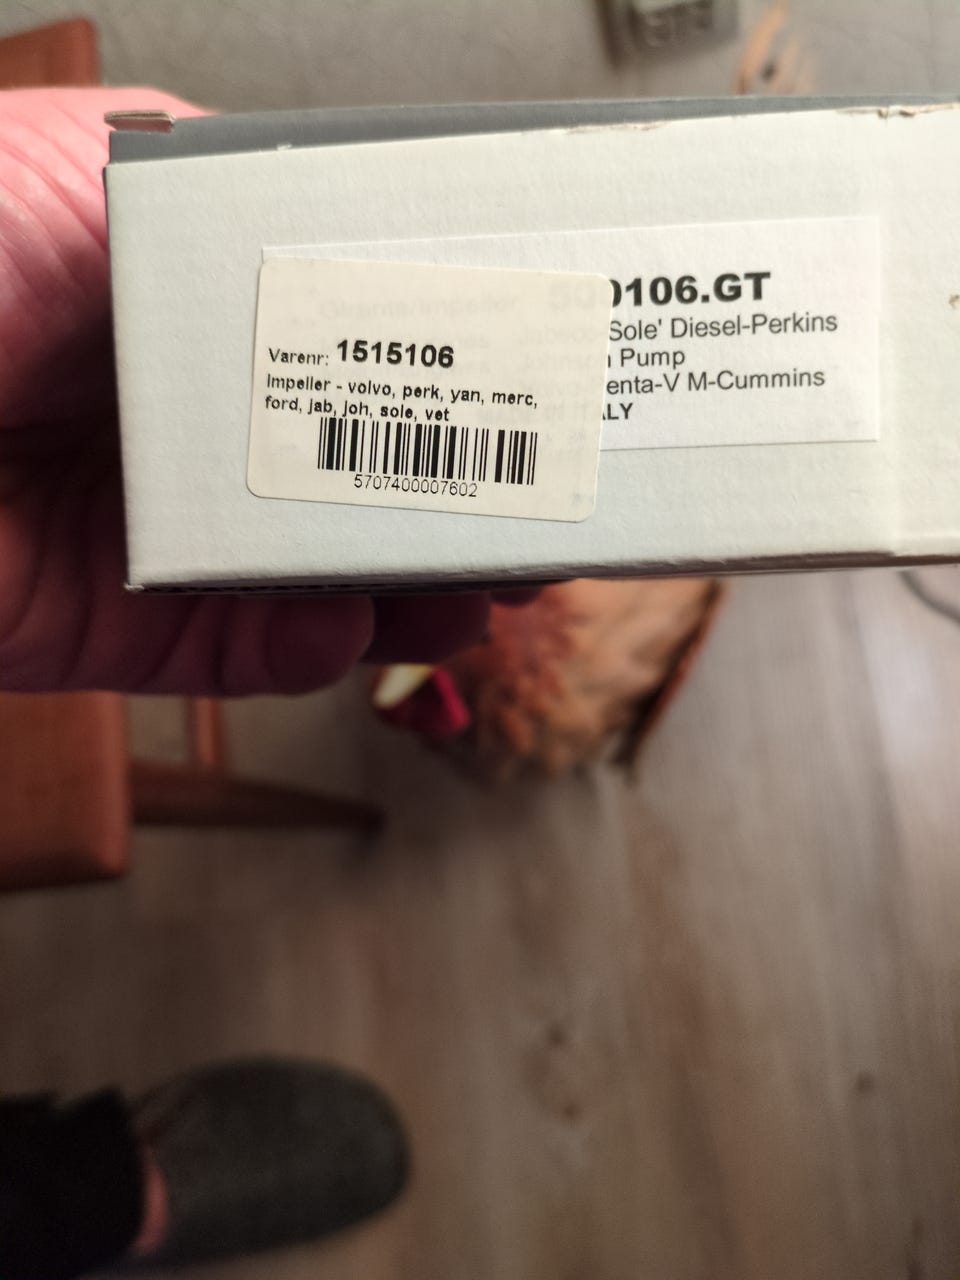 Varenr: 1515106
Impeller - volvo, perk, yan, merc,
ford, jab, joh, sole, vet
5707400007602
500106.GT
Sole' Diesel-Perkins
Pump
enta-V M-Cummins
ALY